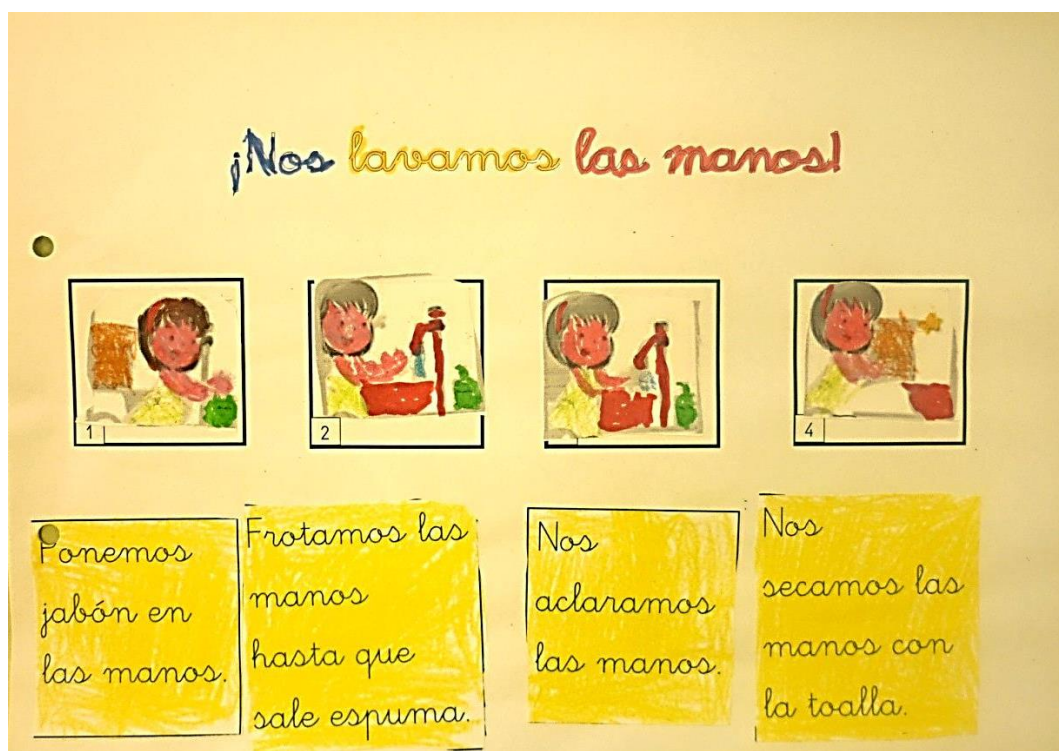 ¡Nos lavamos las manos!
1
2
4
Ponemos
jabón en
las manos.
Frotamos las
manos
hasta que
sale espuma.
Nos
aclaramos
las manos.
Nos
secamos las
manos con
la toalla.